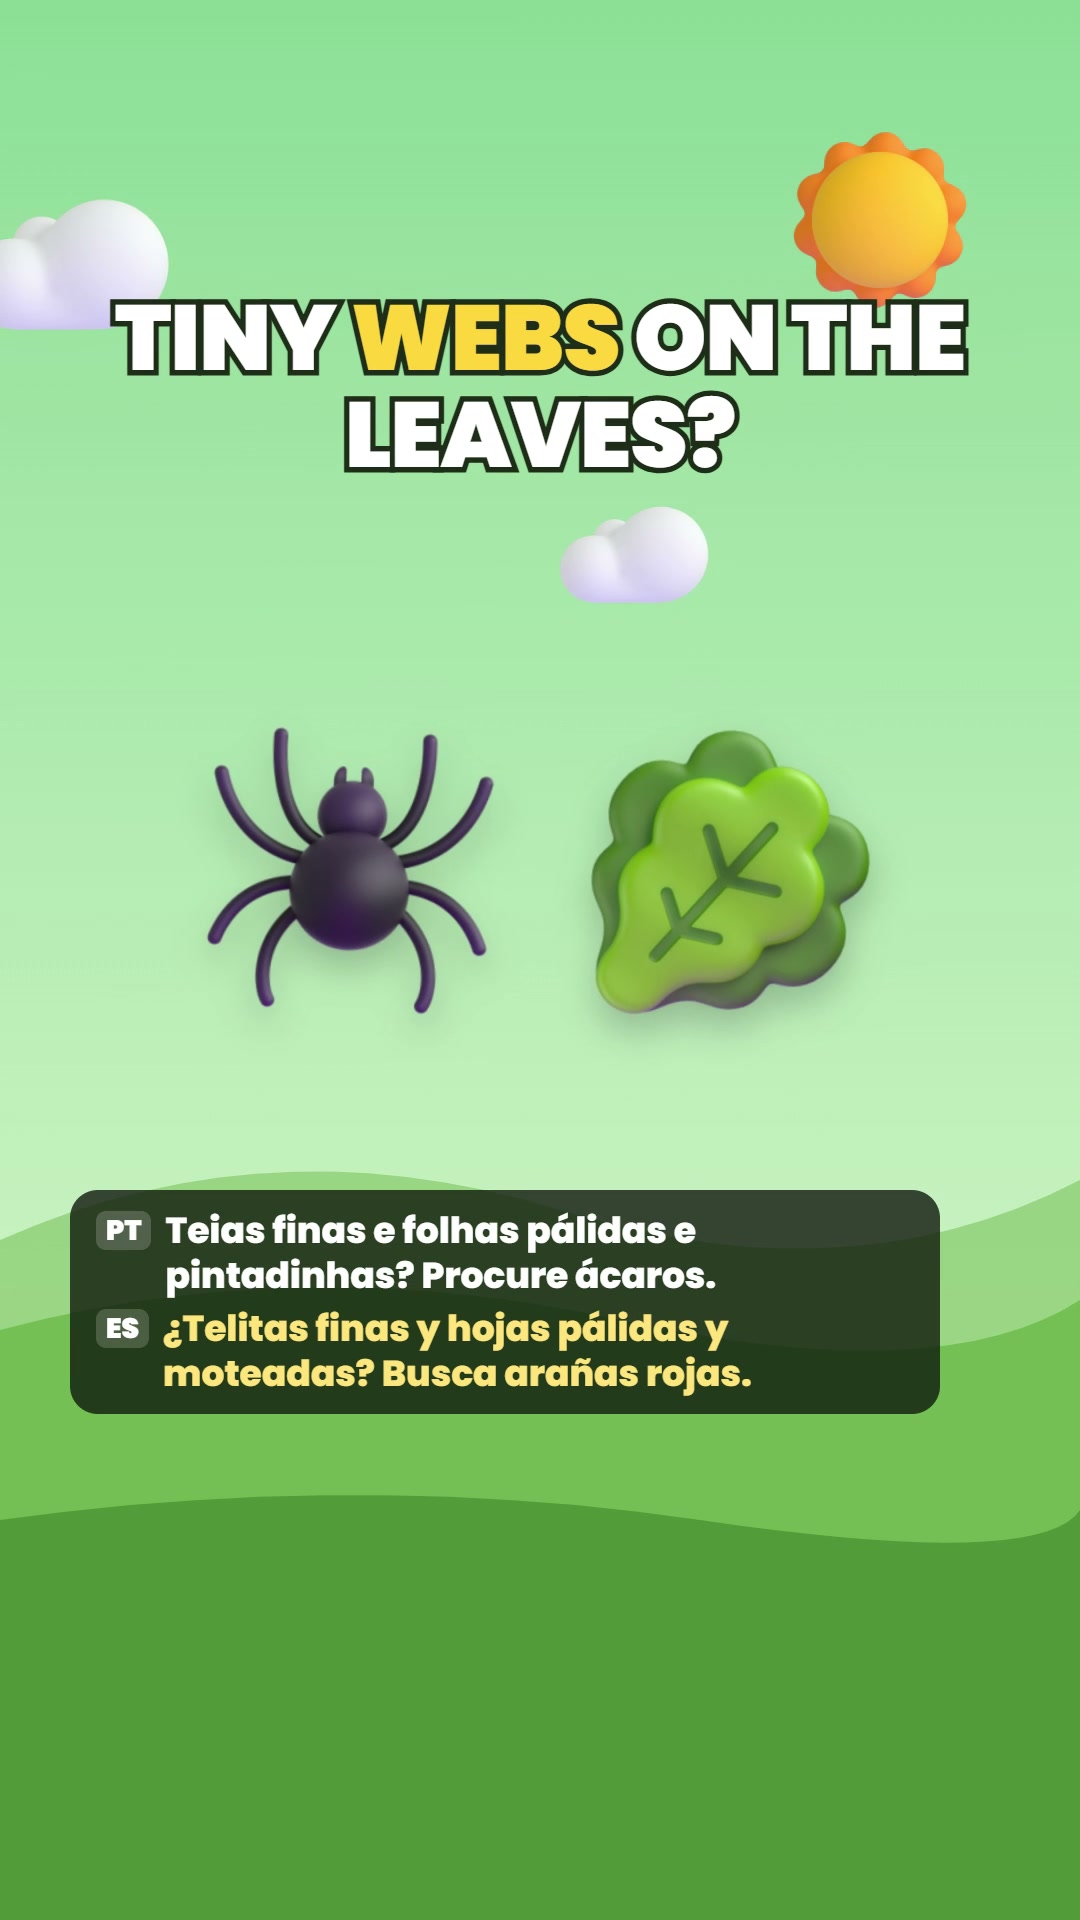 TINY WEBS ON THE
LEAVES?
PT Teias finas e folhas pálidas e
pintadinhas? Procure ácaros.
ES ¿Telitas finas y hojas pálidas y
moteadas? Busca arañas rojas.